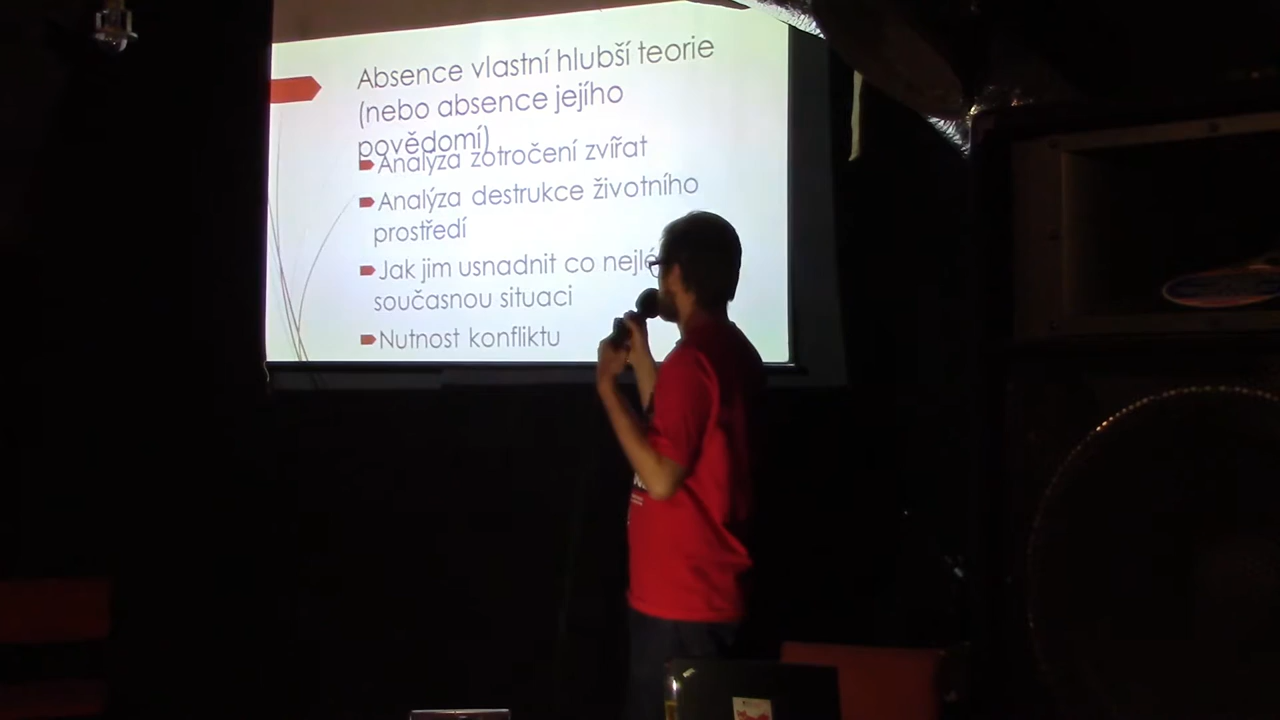 Absence vlastní hlubší teorie
(nebo absence jejího
povědomí)
Analýza zotročení zvířat
Analýza destrukce životního
prostředí
Jak jim usnadnit co
současnou situaci
Nutnost konfliktu